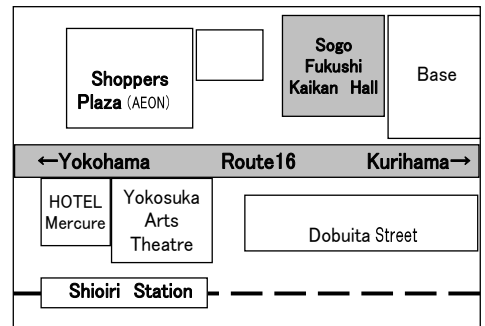 Shoppers
Plaza (AEON)
Sogo
Fukushi
Kaikan Hall
Base
←Yokohama Route16 Kurihama→
HOTEL
Mercure
Yokosuka
Arts
Theatre
Dobuita Street
Shioiri Station